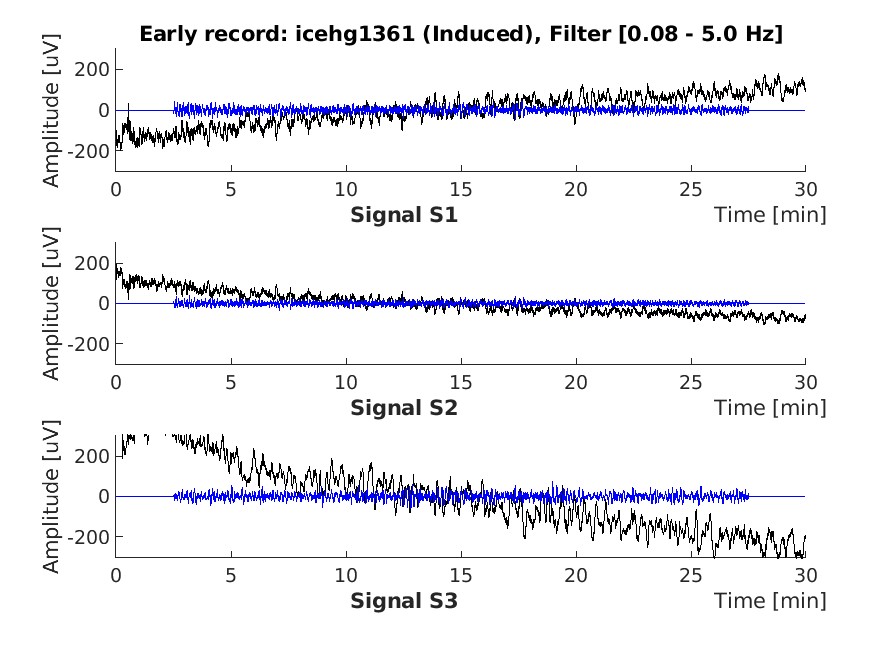 Early record: icehg1361 (Induced), Filter [0.08 - 5.0 Hz]
Amplitude [uV]
200
0
-200
0 5 10 15 20 25 30
Signal S1
Time [min]
Amplitude [uV]
200
0
-200
0 5 10 15 20 25 30
Signal S2
Time [min]
Amplitude [uV]
200
0
-200
0 5 10 15 20 25 30
Signal S3
Time [min]